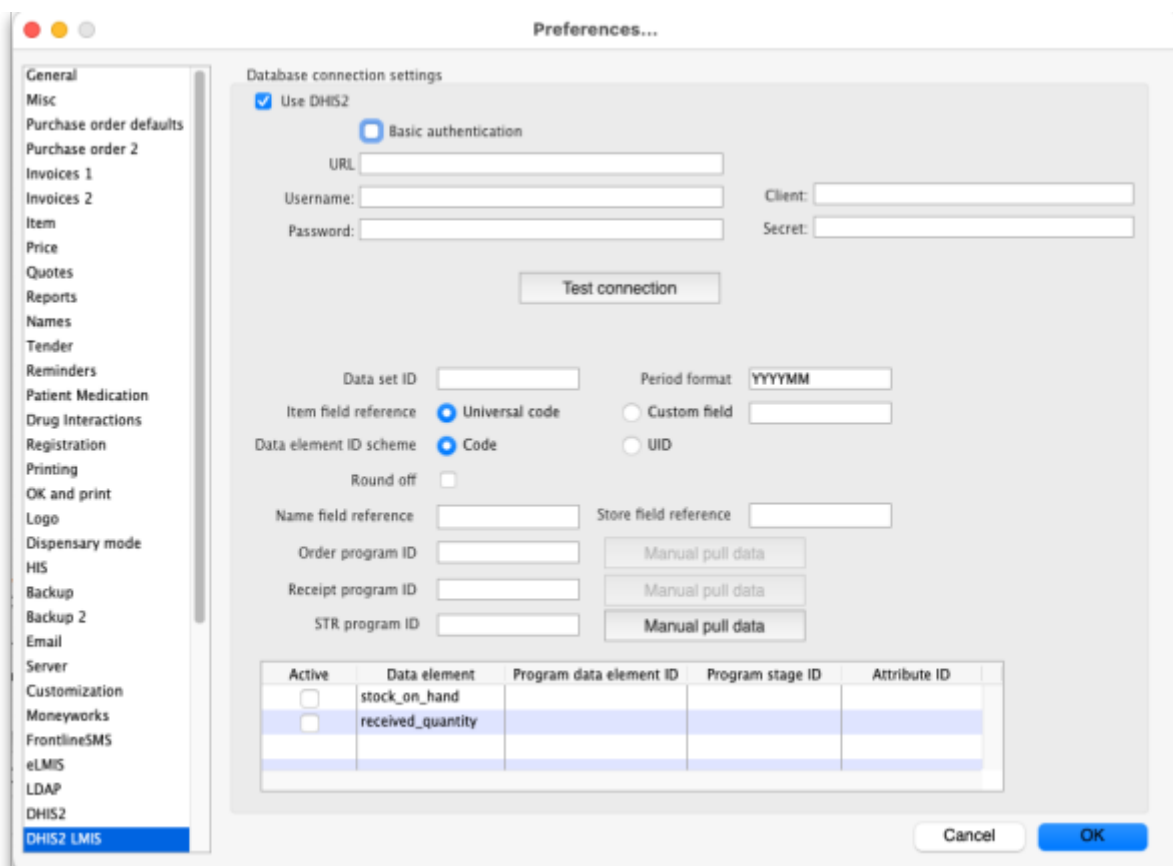 Preferences...
General
Misc
Purchase order defaults
Purchase order 2
Invoices 1
Invoices 2
Item
Price
Quotes
Reports
Names
Tender
Reminders
Patient Medication
Drug Interactions
Registration
Printing
OK and print
Logo
Dispensary mode
HIS
Backup
Backup 2
Email
Server
Customization
Moneyworks
FrontlineSMS
eLMIS
LDAP
DHIS2
DHIS2 LMIS
Database connection settings
Use DHIS2
Basic authentication
URL
Username: Client:
Password: Secret:
Test connection
Data set ID Period format YYYYMM
Item field reference Universal code Custom field
Data element ID scheme Code UID
Round off
Name field reference Store field reference
Order program ID Manual pull data
Receipt program ID Manual pull data
STR program ID Manual pull data
Active Data element Program data element ID Program stage ID Attribute ID
stock_on_hand
received_quantity
Cancel OK